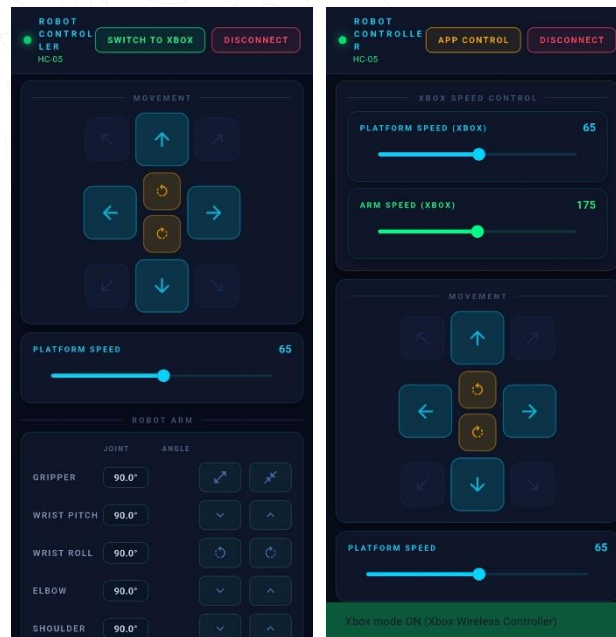 ROBOT
CONTROL
LER
HC-05
SWITCH TO XBOX
DISCONNECT
MOVEMENT
PLATFORM SPEED
65
ROBOT ARM
JOINT ANGLE
GRIPPER 90.0°
WRIST PITCH 90.0°
WRIST ROLL 90.0°
ELBOW 90.0°
SHOULDER 90.0°
ROBOT
CONTROLLE
R
HC-05
APP CONTROL
DISCONNECT
XBOX SPEED CONTROL
PLATFORM SPEED (XBOX) 65
ARM SPEED (XBOX) 175
MOVEMENT
PLATFORM SPEED 65
Xbox mode ON (Xbox Wireless Controller)